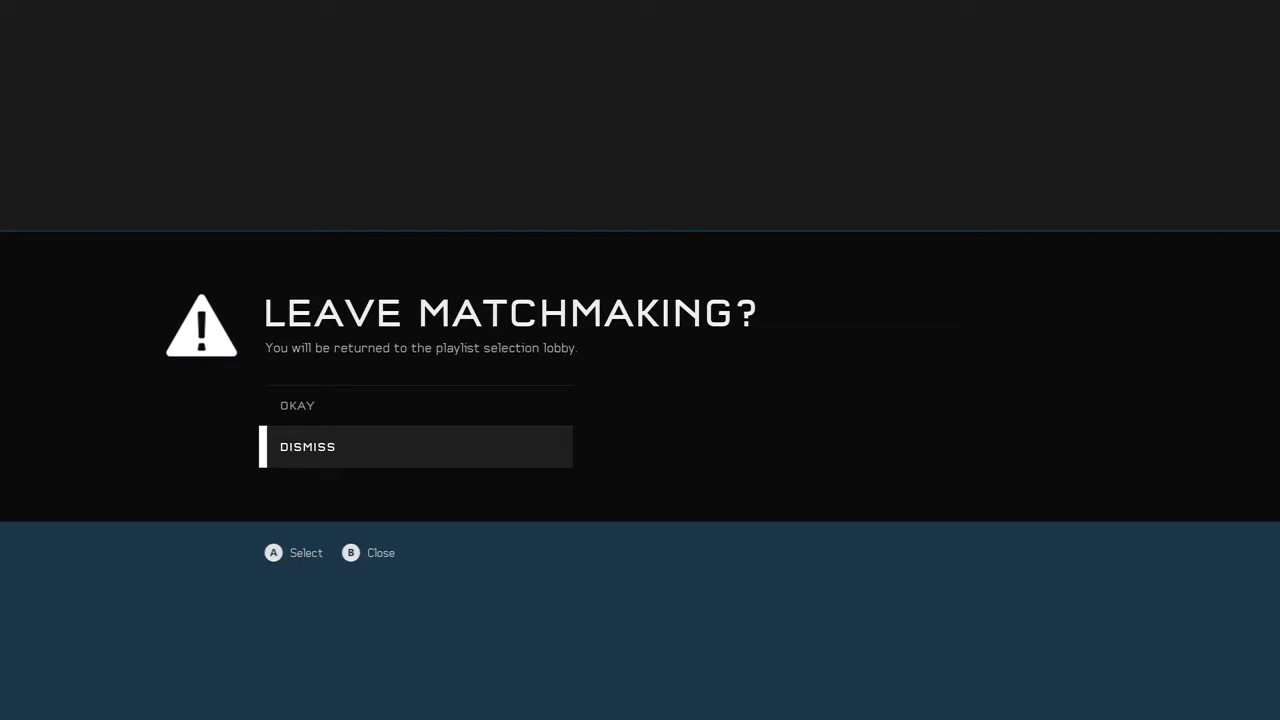 LEAVE MATCHMAKING?
You will be returned to the playlist selection lobby.
OKAY
DISMISS
A Select B Close